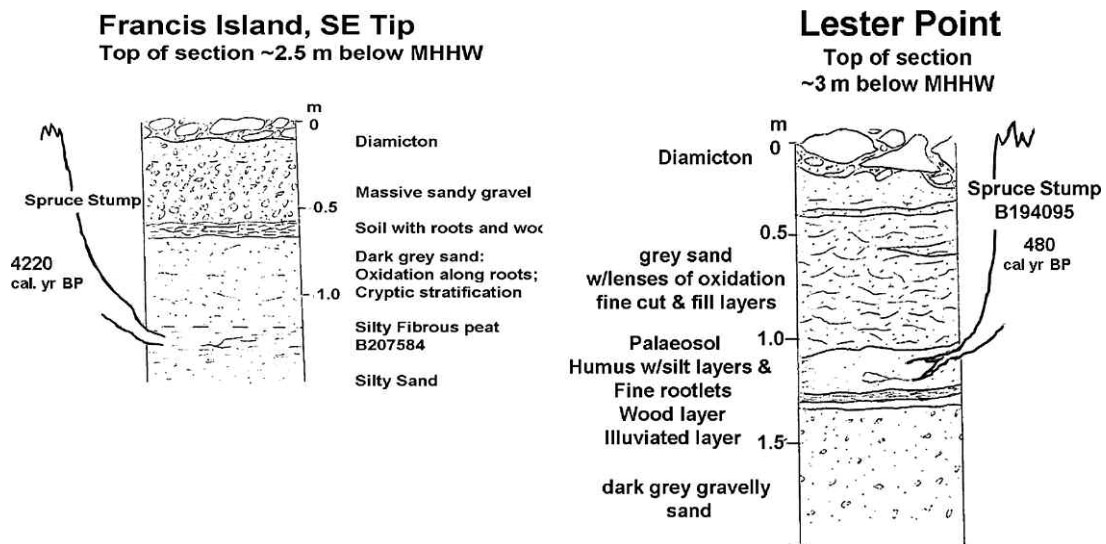 Francis Island, SE Tip
Top of section ~2.5 m below MHHW
m
0
Diamicton
Spruce Stump
Massive sandy gravel
0.5
Soil with roots and woo
4220
cal. yr BP
Dark grey sand:
Oxidation along roots;
Cryptic stratification
1.0
Silty Fibrous peat
B207584
Silty Sand
Lester Point
Top of section
~3 m below MHHW
m
0
Diamicton
Spruce Stump
B194095
0.5
480
cal yr BP
grey sand
w/lenses of oxidation
fine cut & fill layers
1.0
Palaeosol
Humus w/silt layers &
Fine rootlets
Wood layer
Illuviated layer
1.5
dark grey gravelly
sand